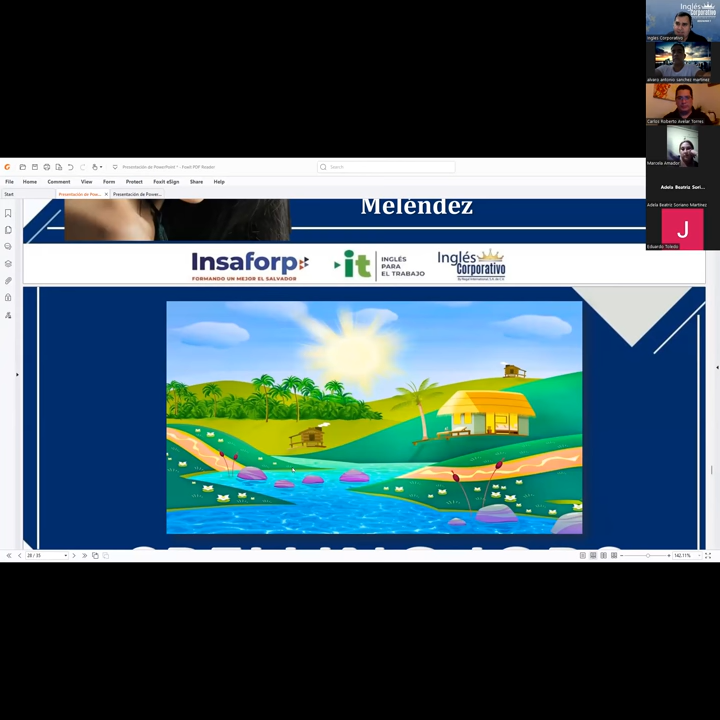 Inglés
Corporativo
Ingles Corporativo
alvaro antonio sanchez martinez
Carlos Roberto Avelar Torres
Marcela Amador
Adela Beatriz Sori...
Adela Beatriz Soriano Martinez
J
Eduardo Toledo
Presentación de PowerPoint * - Foxit PDF Reader
Search
File Home Comment View Form Protect Foxit eSign Share Help
Start Presentación de Pow... Presentación de Power...
Meléndez
Insaforp
FORMANDO UN MEJOR EL SALVADOR
it
INGLÉS
PARA
EL TRABAJO
Inglés
Corporativo
28 / 35
142.11%